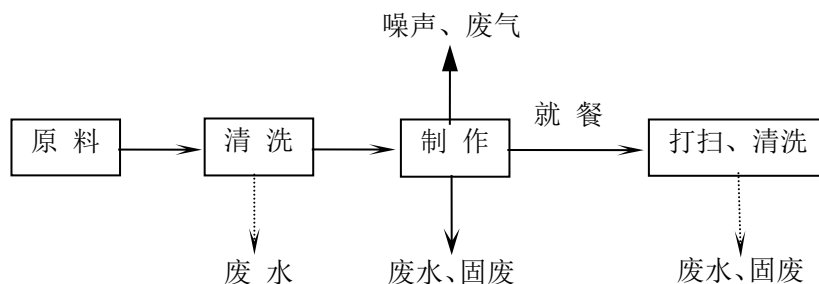 噪声、废气
原 料
清 洗
制 作
就 餐
打扫、清洗
废 水
废水、固废
废水、固废